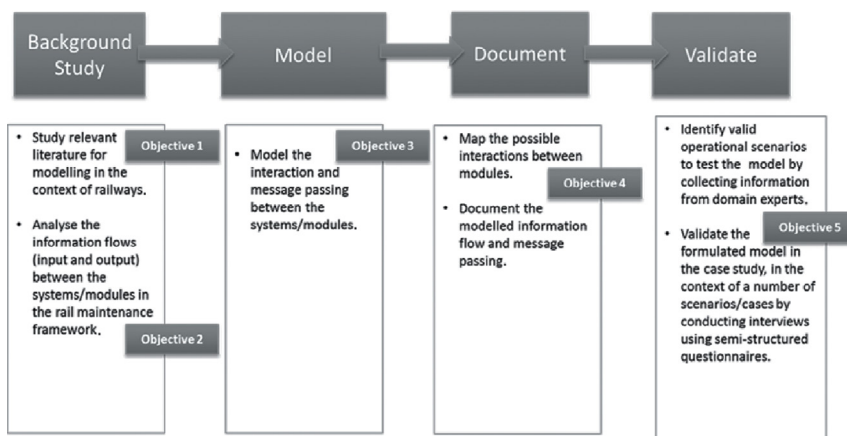 Background
Study
Model
Document
Validate
• Study relevant
literature for
modelling in the
context of railways.
Objective 1
• Analyse the
information flows
(input and output)
between the
systems/modules in
the rail maintenance
framework.
Objective 2
• Model the
interaction and
message passing
between the
systems/modules.
Objective 3
• Map the possible
interactions between
modules.
Objective 4
• Document the
modelled information
flow and message
passing.
• Identify valid
operational scenarios
to test the model by
collecting information
from domain experts.
• Validate the
formulated model in
the case study, in the
context of a number of
scenarios/cases by
conducting interviews
using semi-structured
questionnaires.
Objective 5